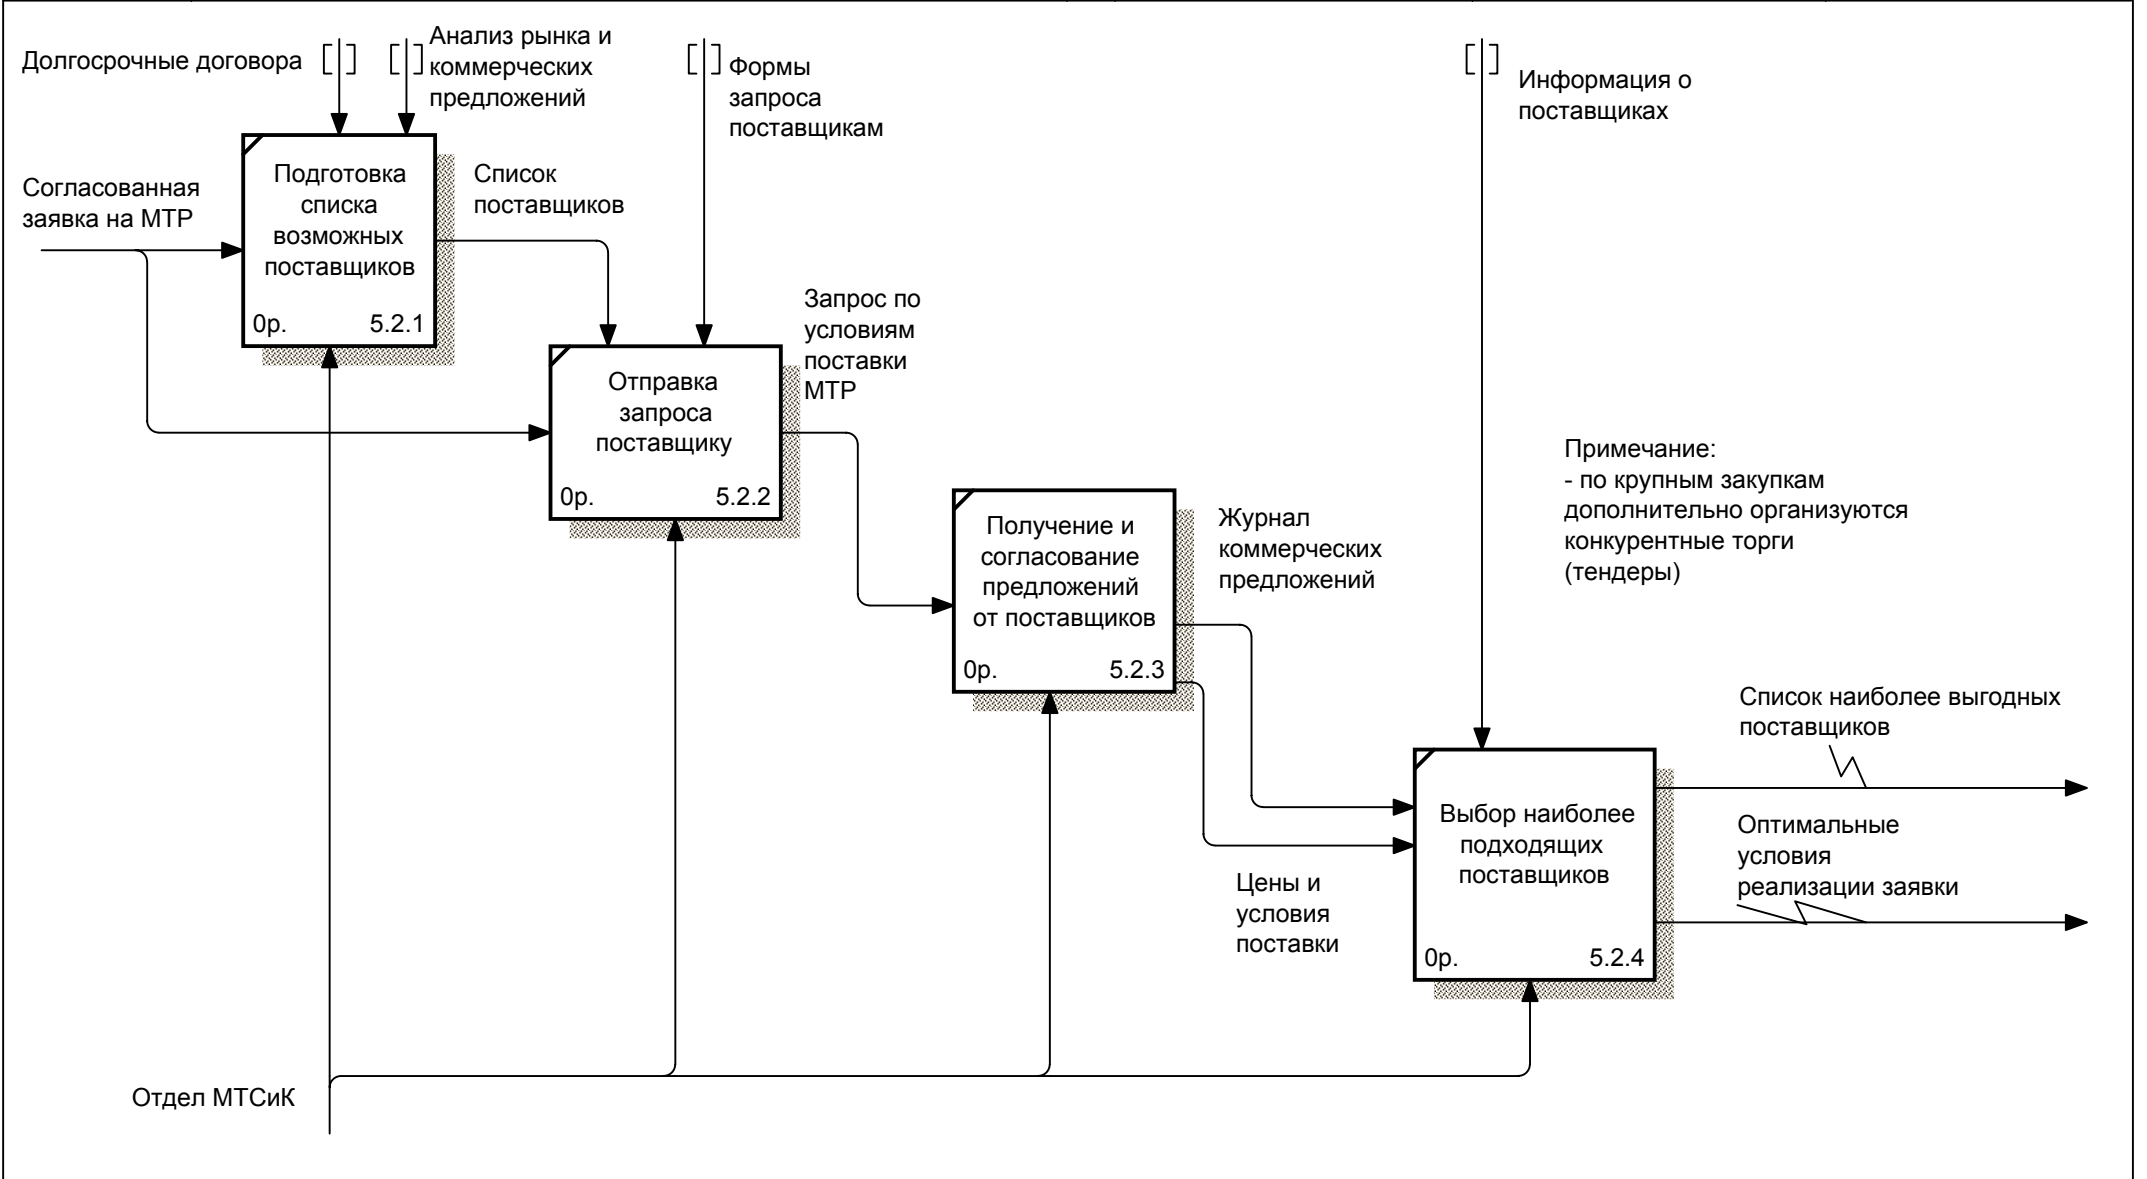 Долгосрочные договора
Анализ рынка и
коммерческих
предложений
Формы
запроса
поставщикам
Информация о
поставщиках
Согласованная
заявка на МТР
Подготовка
списка
возможных
поставщиков
0р. 5.2.1
Список
поставщиков
Запрос по
условиям
поставки
МТР
Отправка
запроса
поставщику
0р. 5.2.2
Примечание:
- по крупным закупкам
дополнительно организуются
конкурентные торги
(тендеры)
Получение и
согласование
предложений
от поставщиков
0р. 5.2.3
Журнал
коммерческих
предложений
Список наиболее выгодных
поставщиков
Выбор наиболее
подходящих
поставщиков
0р. 5.2.4
Оптимальные
условия
реализации заявки
Цены и
условия
поставки
Отдел МТСиК